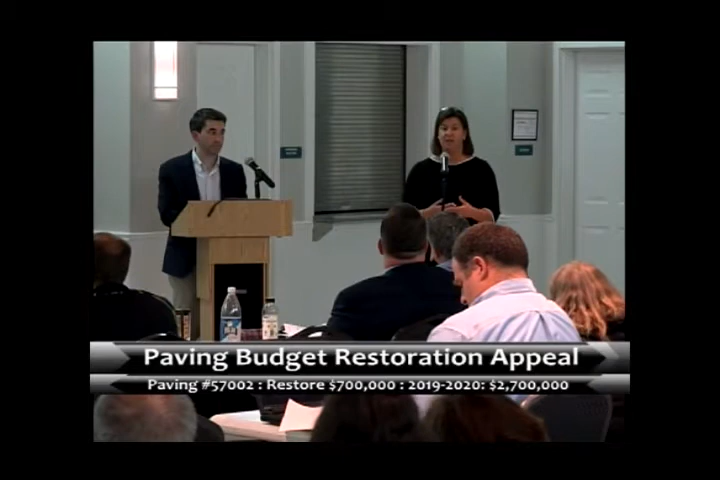 Paving Budget Restoration Appeal
Paving #57002 : Restore $700,000 : 2019-2020: $2,700,000